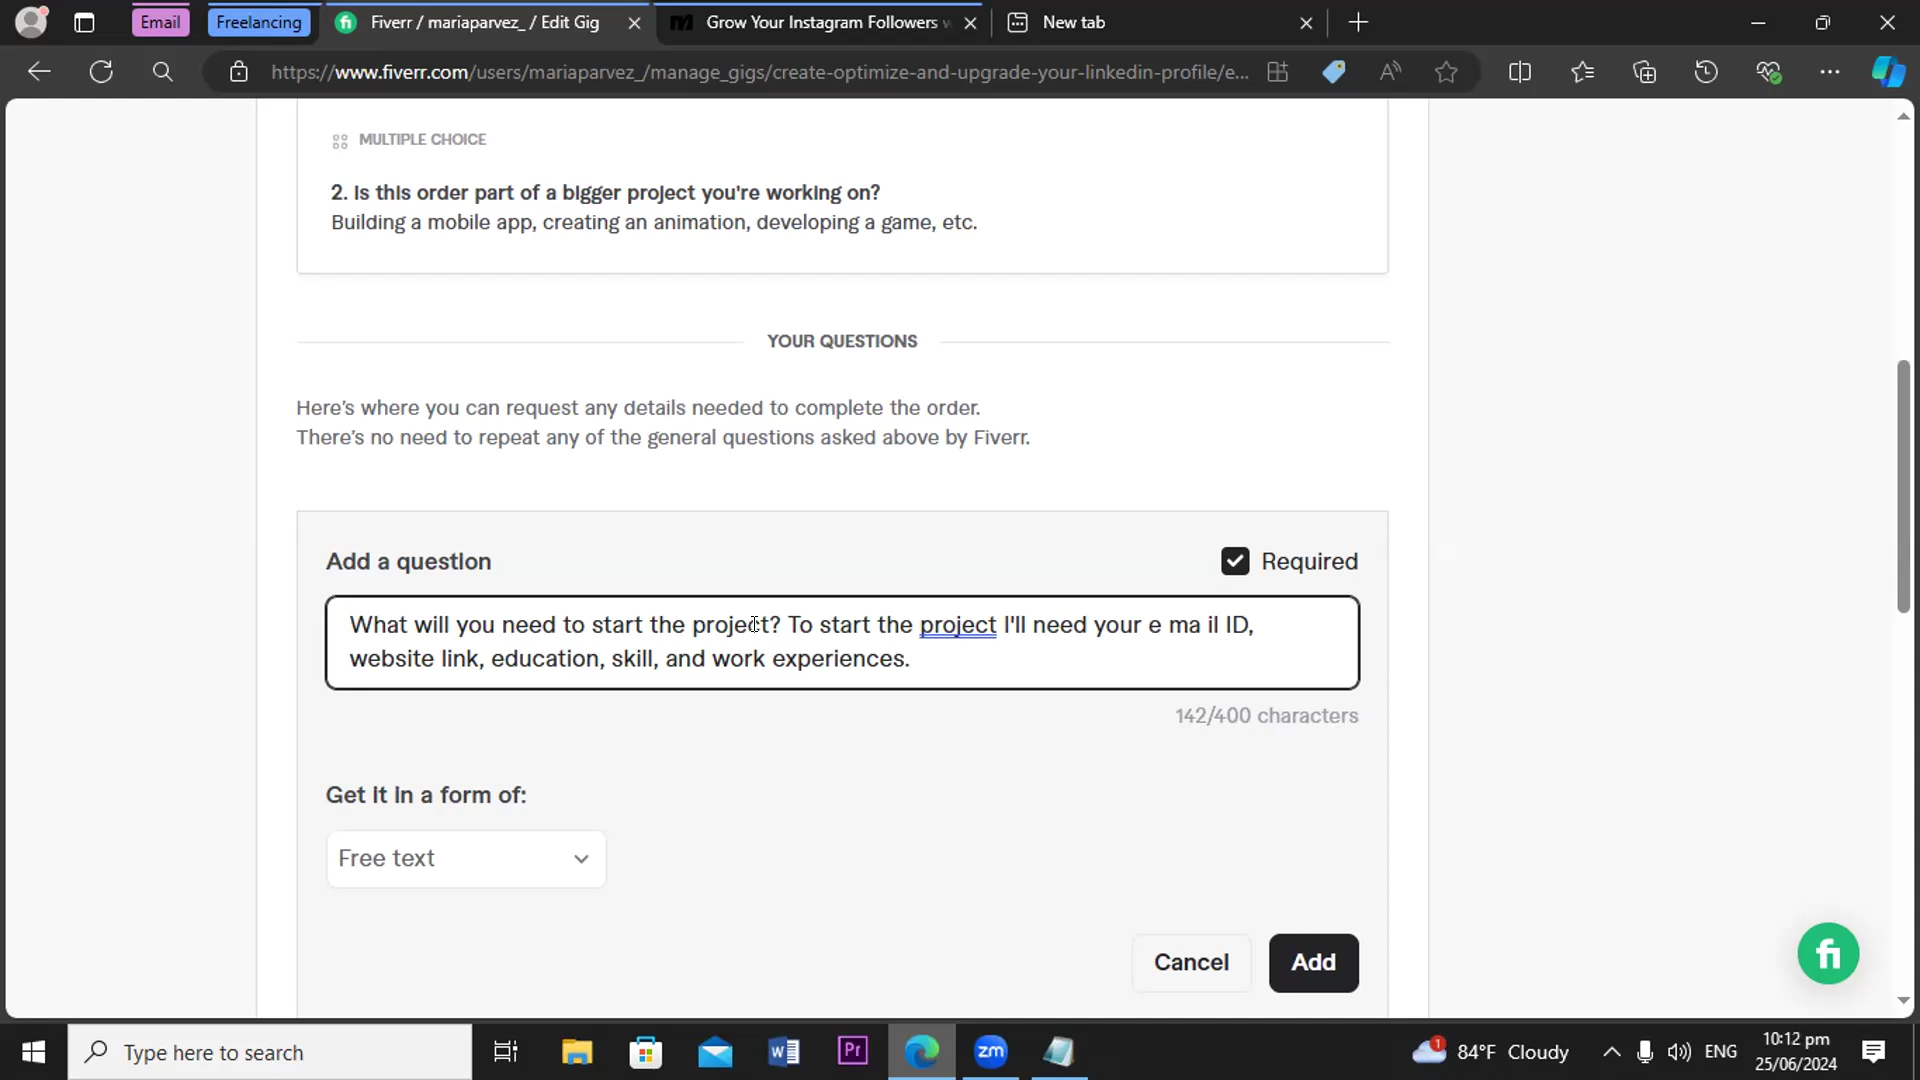 Email
Freelancing
Fiverr / mariaparvez_ / Edit Gig
Grow Your Instagram Followers w
New tab
https://www.fiverr.com/users/mariaparvez_/manage_gigs/create-optimize-and-upgrade-your-linkedin-profile/e...
MULTIPLE CHOICE
2. Is this order part of a bigger project you're working on?
Building a mobile app, creating an animation, developing a game, etc.
YOUR QUESTIONS
Here's where you can request any details needed to complete the order.
There's no need to repeat any of the general questions asked above by Fiverr.
Add a question
Required
What will you need to start the project? To start the project I'll need your e ma il ID,
website link, education, skill, and work experiences.
142/400 characters
Get it in a form of:
Free text
Cancel
Add
fi
Type here to search
W
Pr
zm
1
84°F Cloudy
ENG
10:12 pm
25/06/2024